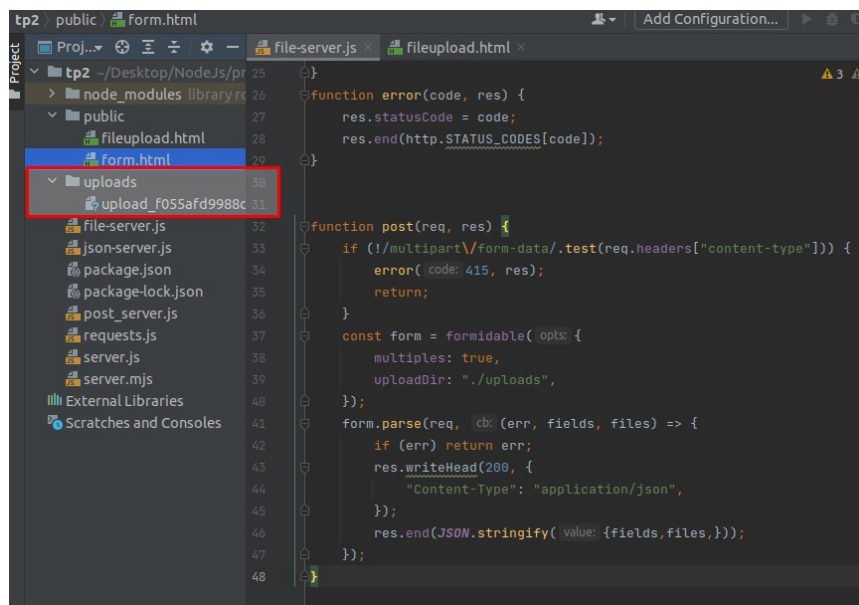 tp2 〉 public 〉 form.html
Add Configuration...
Project
Proj...
file-server.js ×
fileupload.html ×
tp2 ~/Desktop/NodeJs/pr
node_modules library ro
public
fileupload.html
form.html
uploads
upload_f055afd9988c
file-server.js
json-server.js
package.json
package-lock.json
post_server.js
requests.js
server.js
server.mjs
External Libraries
Scratches and Consoles
3
25 }
26 function error(code, res) {
27 res.statusCode = code;
28 res.end(http.STATUS_CODES[code]);
29 }
30
31
32 function post(req, res) {
33 if (!/multipart\/form-data/.test(req.headers["content-type"])) {
34 error( code: 415, res);
35 return;
36 }
37 const form = formidable( opts: {
38 multiples: true,
39 uploadDir: "./uploads",
40 });
41 form.parse(req, cb: (err, fields, files) => {
42 if (err) return err;
43 res.writeHead(200, {
44 "Content-Type": "application/json",
45 });
46 res.end(JSON.stringify( value: {fields,files,}));
47 });
48 }